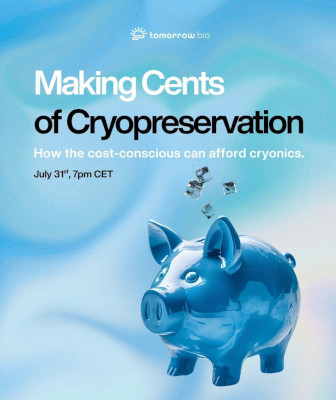 tomorrow bio
Making Cents
of Cryopreservation
How the cost-conscious can afford cryonics.
July 31st, 7pm CET